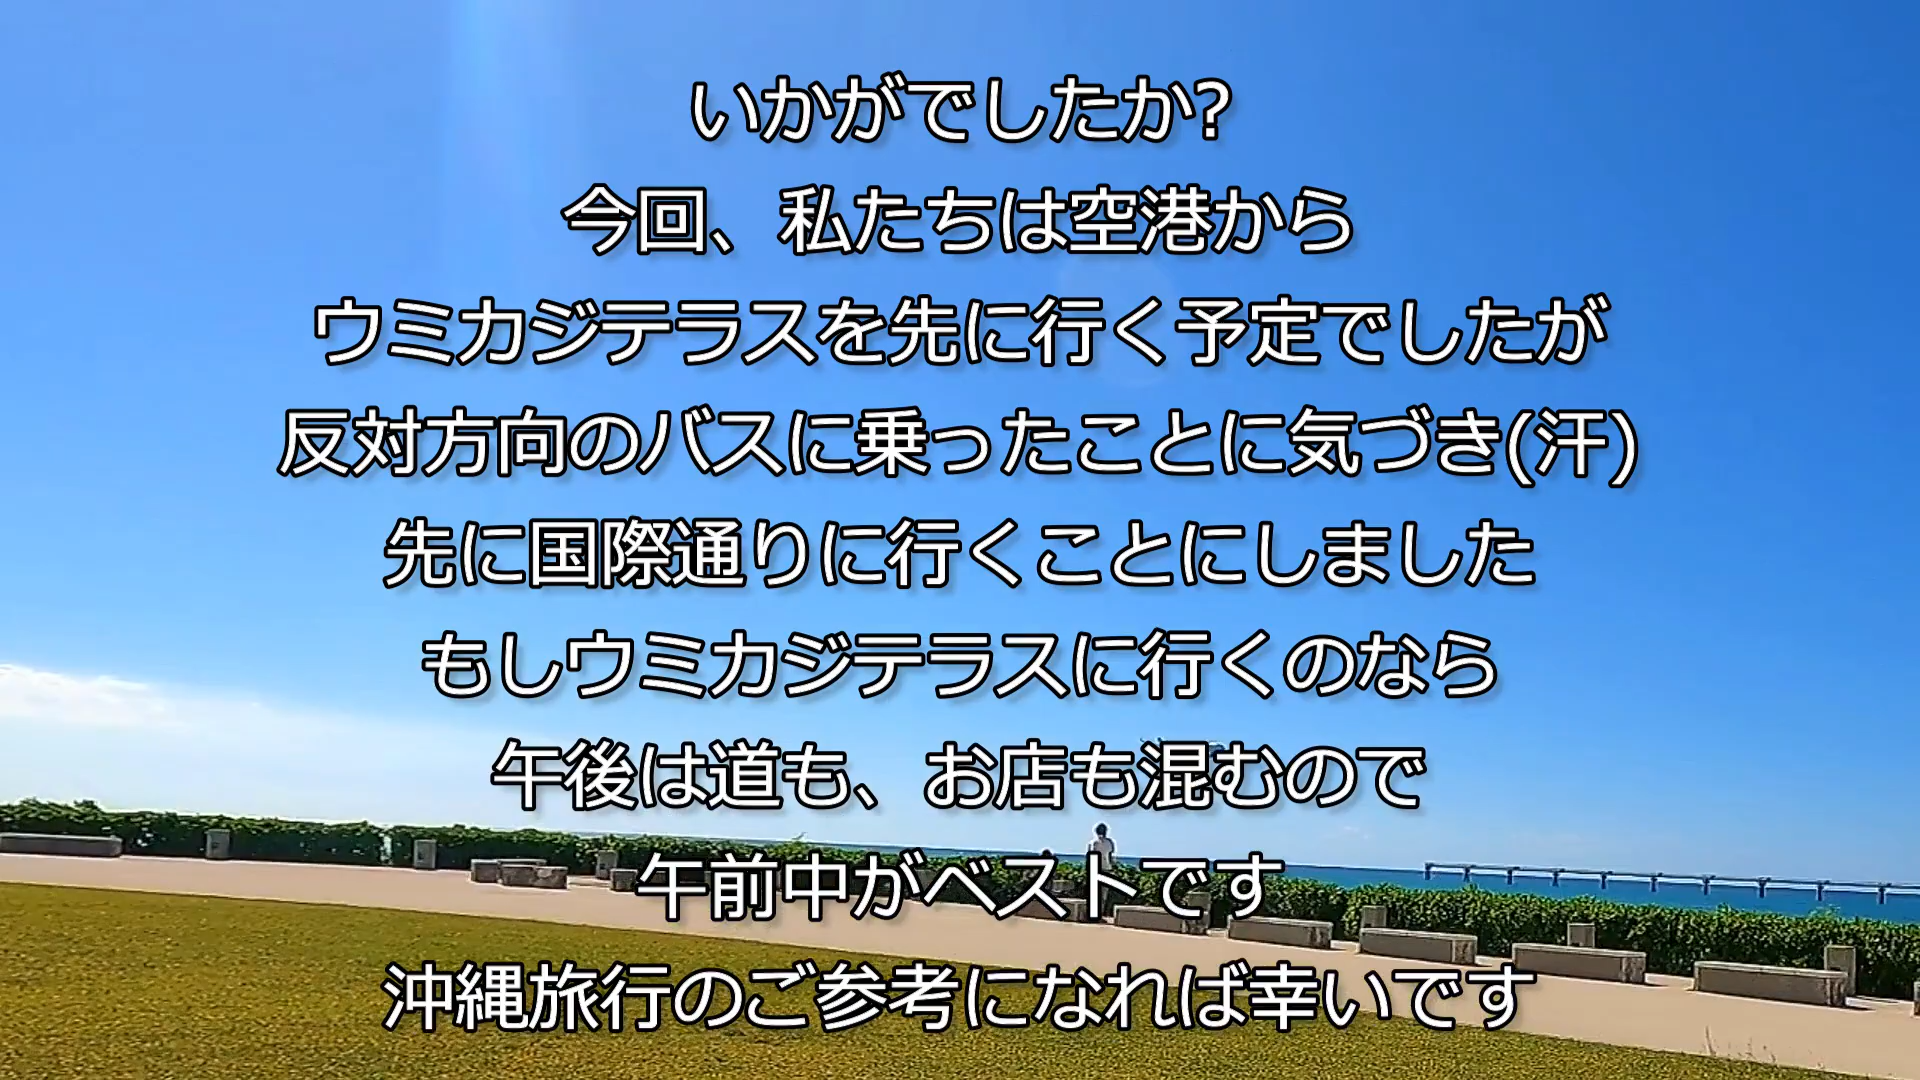 いかがでしたか?
今回、私たちは空港から
ウミカジテラスを先に行く予定でしたが
反対方向のバスに乗ったことに気づき(汗)
先に国際通りに行くことにしました
もしウミカジテラスに行くのなら
午後は道も、お店も混むので
午前中がベストです
沖縄旅行のご参考になれば幸いです